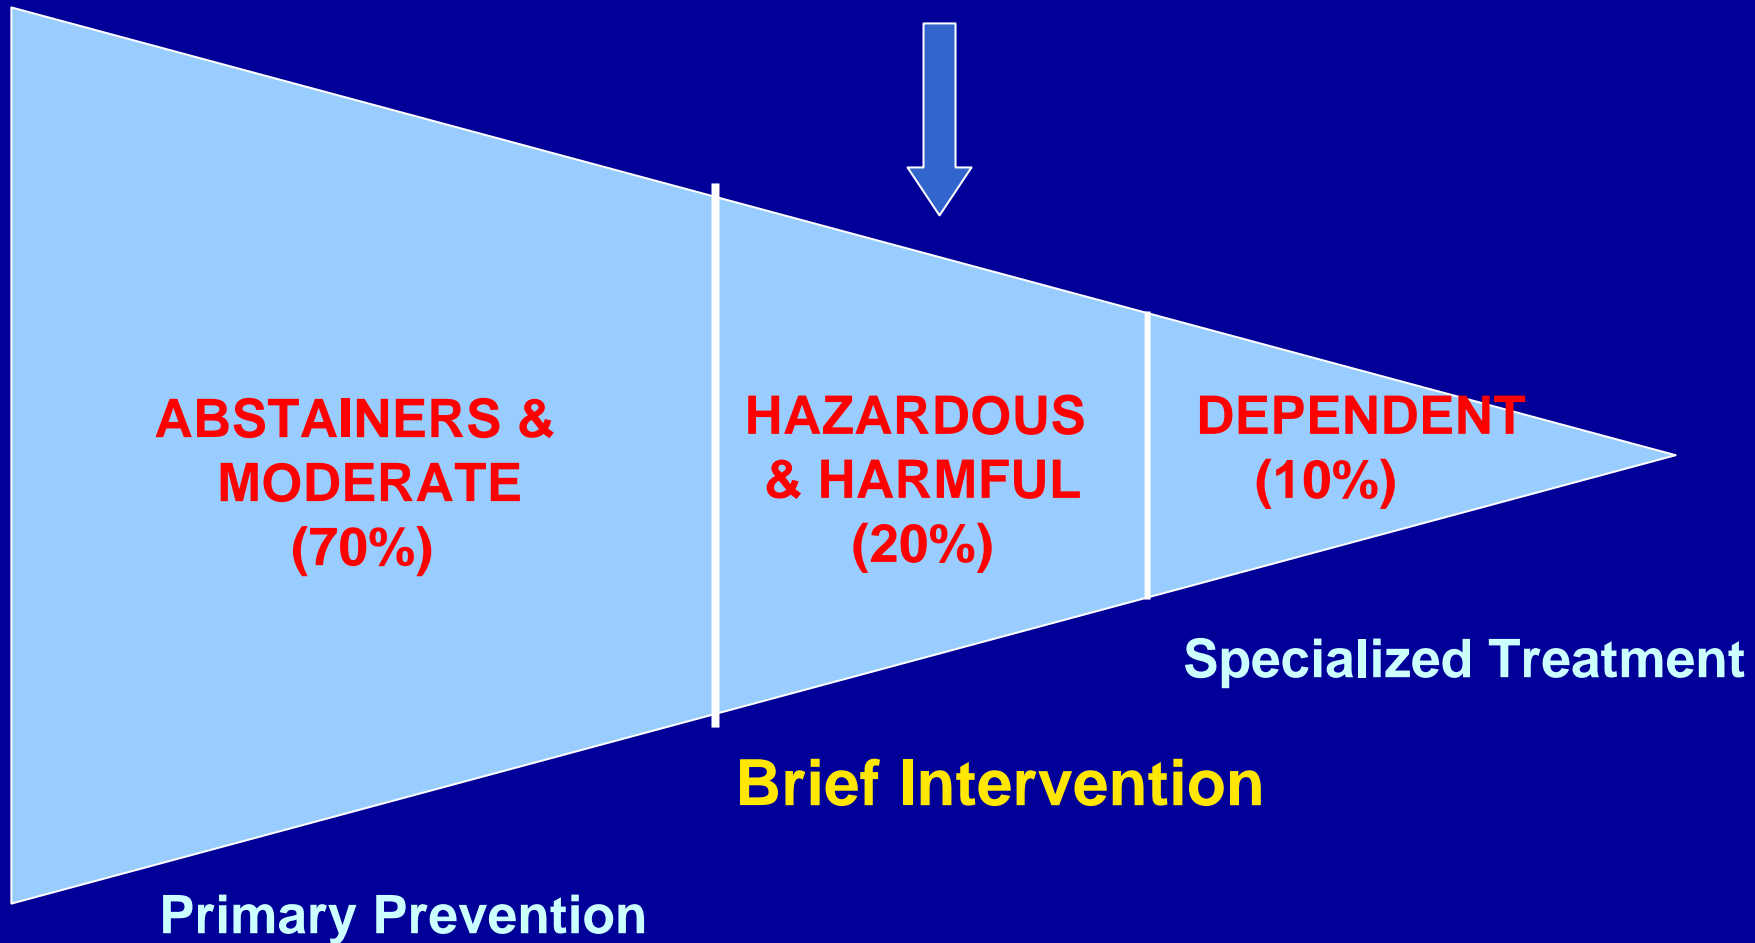 ABSTAINERS &
MODERATE
(70%)
HAZARDOUS
& HARMFUL
(20%)
DEPENDENT
(10%)
Specialized Treatment
Brief Intervention
Primary Prevention